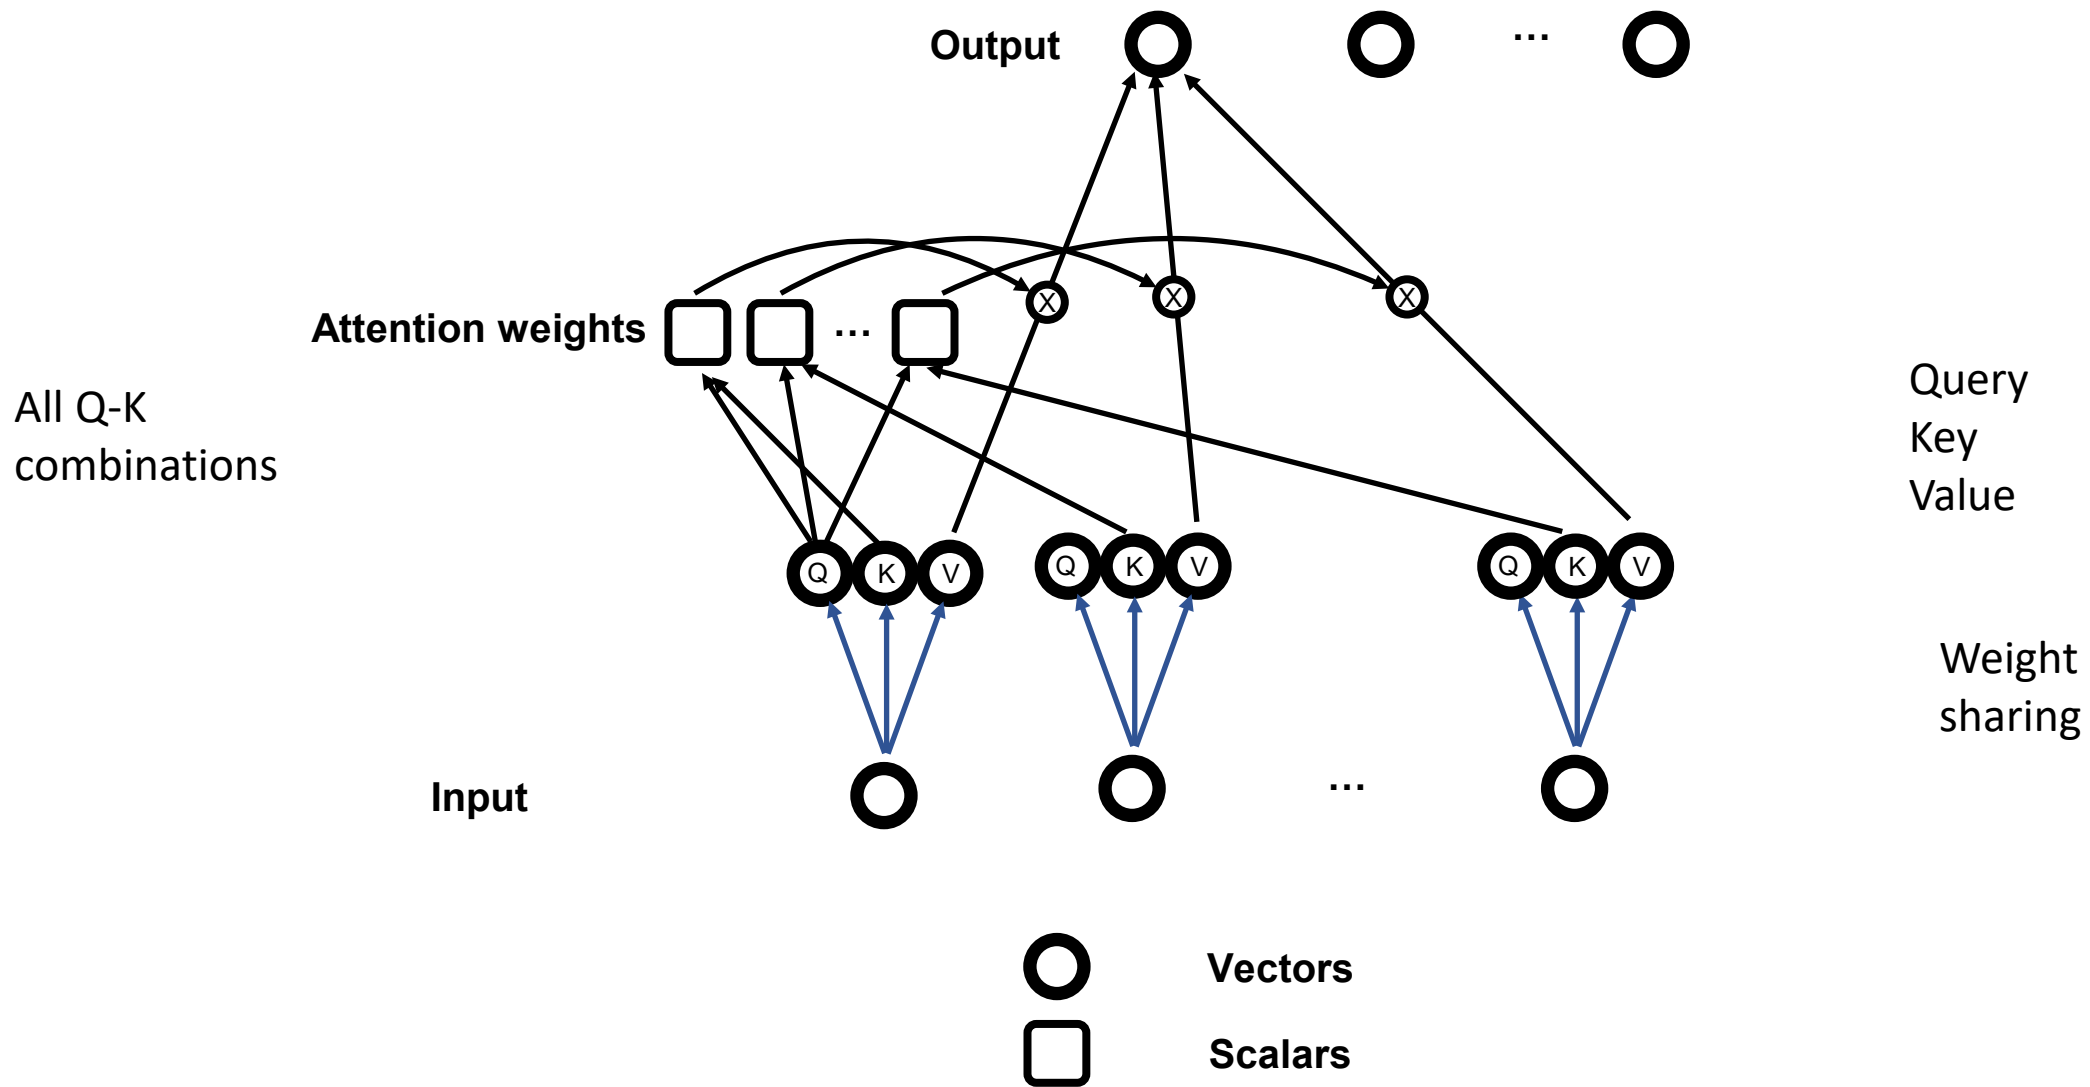 Output
…
X
X
X
Attention weights
…
All Q-K
combinations
Query
Key
Value
Q K V
Q K V
Q K V
Weight
sharing
Input
…
Vectors
Scalars